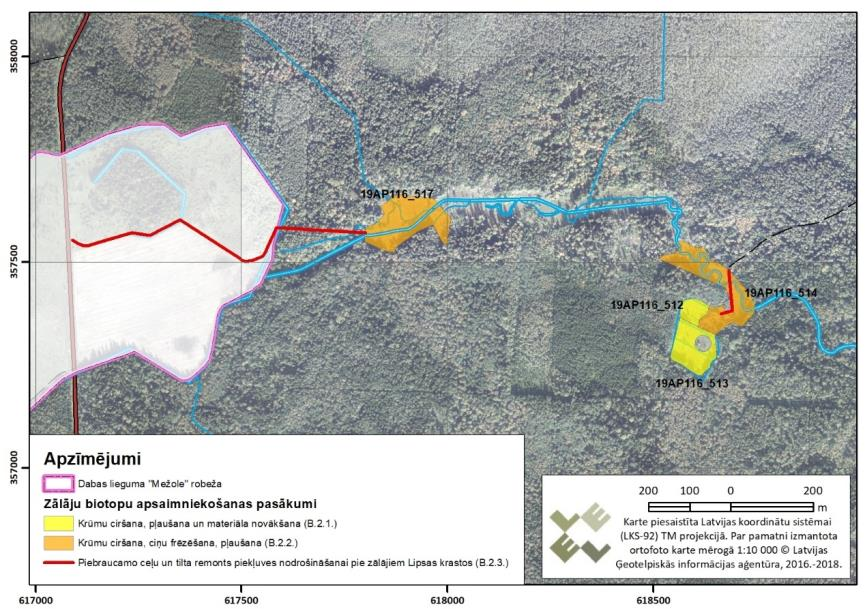 358000
19AP116_517
357500
19AP116_514
19AP116_512
19AP116_513
357000
Apzīmējumi
Dabas lieguma "Mežole" robeža
Zālāju biotopu apsaimniekošanas pasākumi
Krūmu ciršana, pļaušana un materiāla novākšana (B.2.1.)
Krūmu ciršana, ciņu frēzēšana, pļaušana (B.2.2.)
Piebraucamo ceļu un tilta remonts piekļuves nodrošināšanai pie zālājiem Lipsas krastos (B.2.3.)
200 100 0 200
m
Karte piesaistīta Latvijas koordinātu sistēmai
(LKS-92) TM projekcijā. Par pamatni izmantota
ortofoto karte mērogā 1:10 000 © Latvijas
Ģeotelpiskās informācijas aģentūra, 2016.-2018.
617000 617500 618000 618500